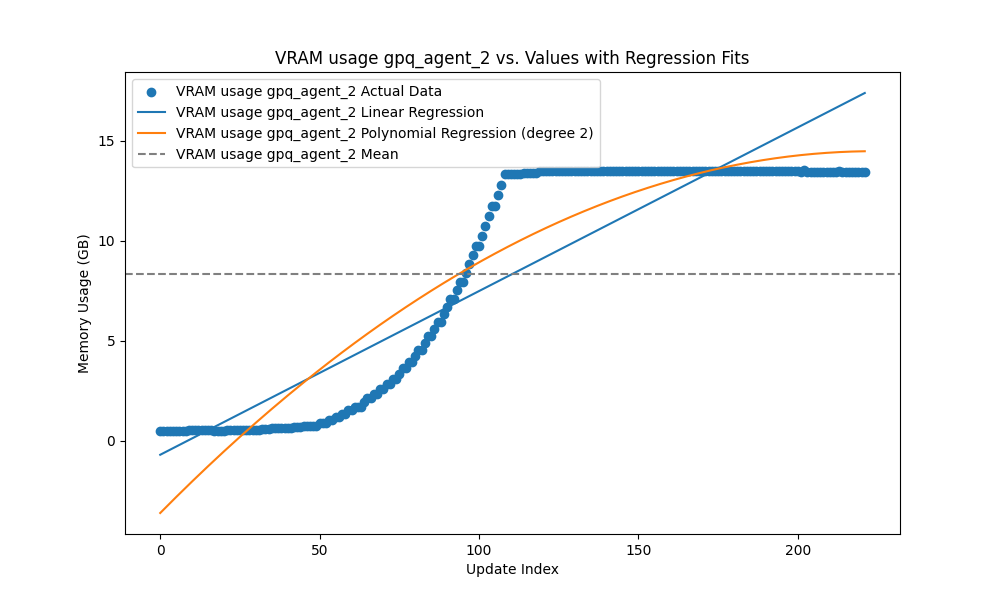 VRAM usage gpq_agent_2 vs. Values with Regression Fits
VRAM usage gpq_agent_2 Actual Data
VRAM usage gpq_agent_2 Linear Regression
VRAM usage gpq_agent_2 Polynomial Regression (degree 2)
VRAM usage gpq_agent_2 Mean
15
10
5
0
Memory Usage (GB)
0 50 100 150 200
Update Index